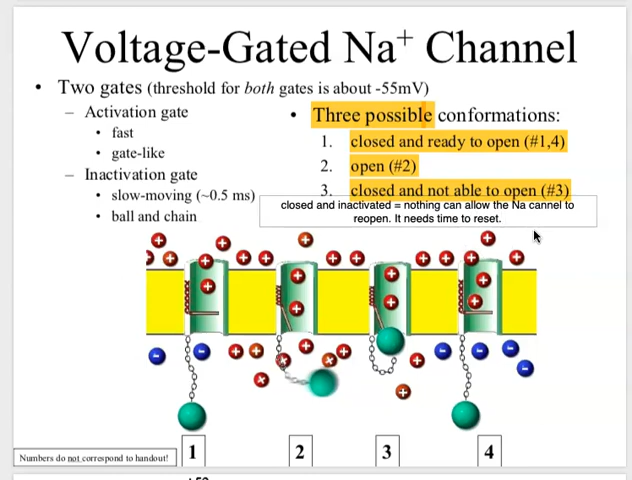 Voltage-Gated Na+ Channel
• Two gates (threshold for both gates is about -55mV)
– Activation gate
• fast
• gate-like
– Inactivation gate
• slow-moving (~0.5 ms)
• ball and chain
• Three possible conformations:
1. closed and ready to open (#1,4)
2. open (#2)
3. closed and not able to open (#3)
closed and inactivated = nothing can allow the Na cannel to
reopen. It needs time to reset.
1 2 3 4
Numbers do not correspond to handout!